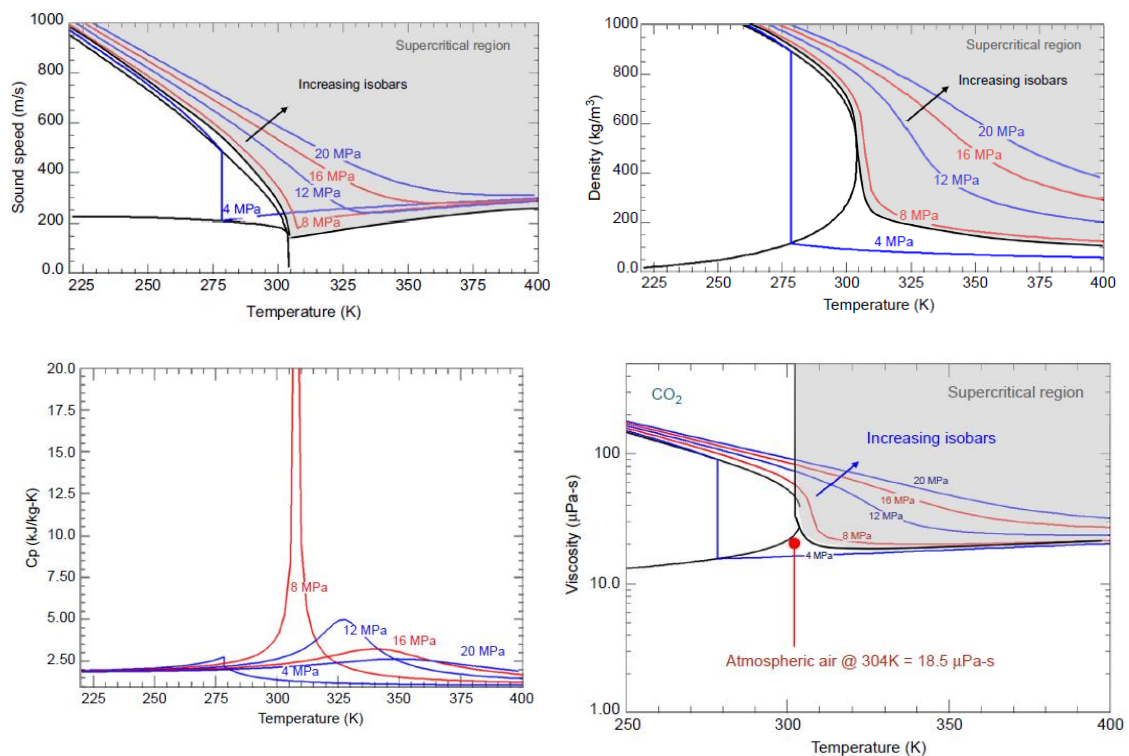 1000
800
600
400
200
0.0
Sound speed (m/s)
Supercritical region
Increasing isobars
20 MPa
16 MPa
12 MPa
8 MPa
4 MPa
225 250 275 300 325 350 375 400
Temperature (K)
1000
800
600
400
200
0.0
Density (kg/m³)
Supercritical region
Increasing isobars
20 MPa
16 MPa
12 MPa
8 MPa
4 MPa
225 250 275 300 325 350 375 400
Temperature (K)
20.0
17.5
15.0
12.5
10.0
7.50
5.00
2.50
Cp (kJ/kg-K)
8 MPa
12 MPa
16 MPa
20 MPa
4 MPa
225 250 275 300 325 350 375 400
Temperature (K)
100
10.0
1.00
Viscosity (µPa-s)
CO₂
Supercritical region
Increasing isobars
20 MPa
16 MPa
12 MPa
8 MPa
4 MPa
Atmospheric air @ 304K = 18.5 µPa-s
250 300 350 400
Temperature (K)